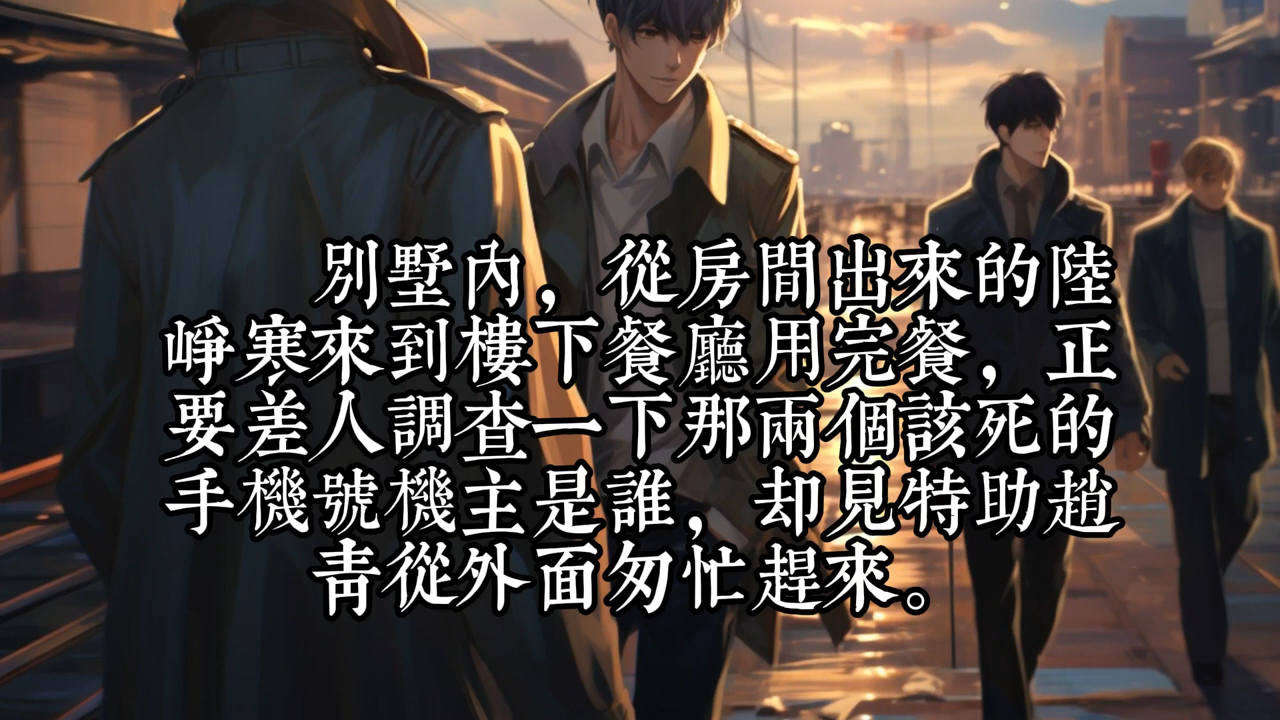 別墅內，從房間出來的陸
崢寒來到樓下餐廳用完餐，正
要差人調查一下那兩個該死的
手機號機主是誰，却見特助趙
青從外面匆忙趕來。